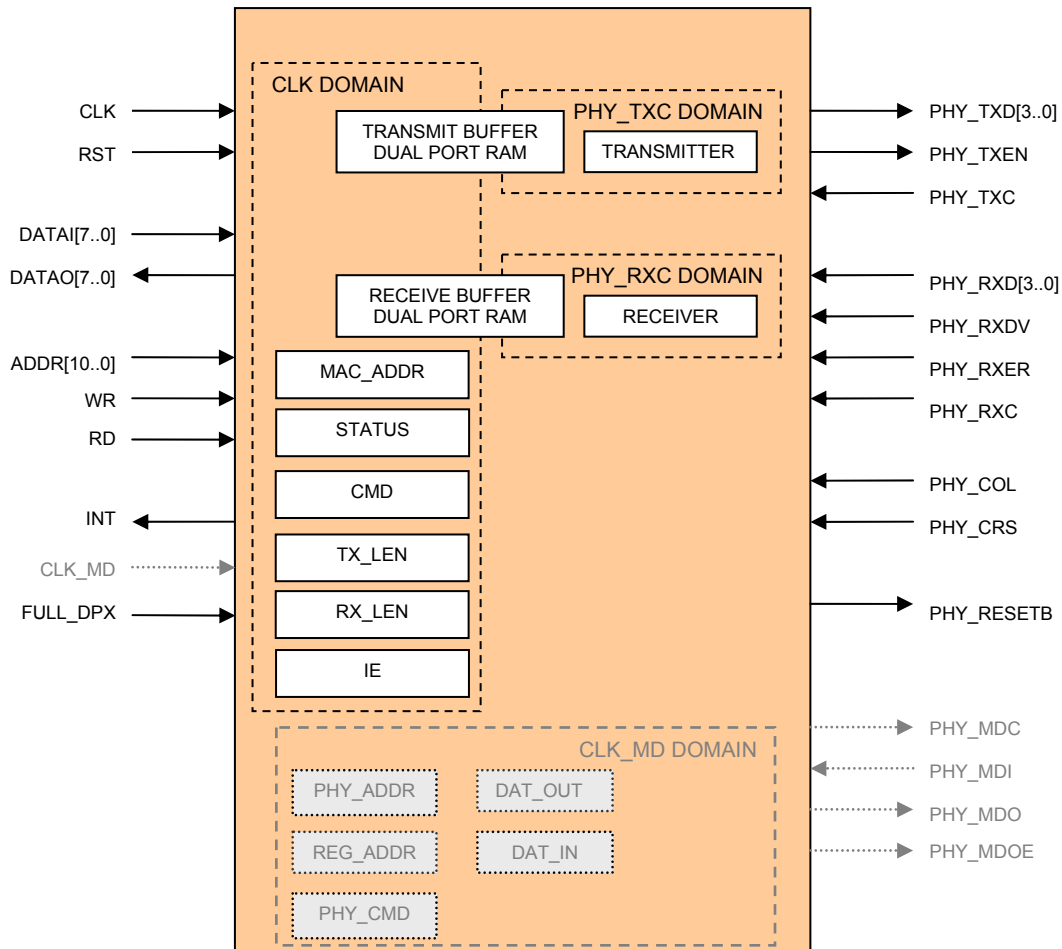 CLK
RST
DATAI[7..0]
DATAO[7..0]
ADDR[10..0]
WR
RD
INT
CLK_MD
FULL_DPX
CLK DOMAIN
TRANSMIT BUFFER
DUAL PORT RAM
PHY_TXC DOMAIN
TRANSMITTER
RECEIVE BUFFER
DUAL PORT RAM
PHY_RXC DOMAIN
RECEIVER
MAC_ADDR
STATUS
CMD
TX_LEN
RX_LEN
IE
CLK_MD DOMAIN
PHY_ADDR
DAT_OUT
REG_ADDR
DAT_IN
PHY_CMD
PHY_TXD[3..0]
PHY_TXEN
PHY_TXC
PHY_RXD[3..0]
PHY_RXDV
PHY_RXER
PHY_RXC
PHY_COL
PHY_CRS
PHY_RESETB
PHY_MDC
PHY_MDI
PHY_MDO
PHY_MDOE